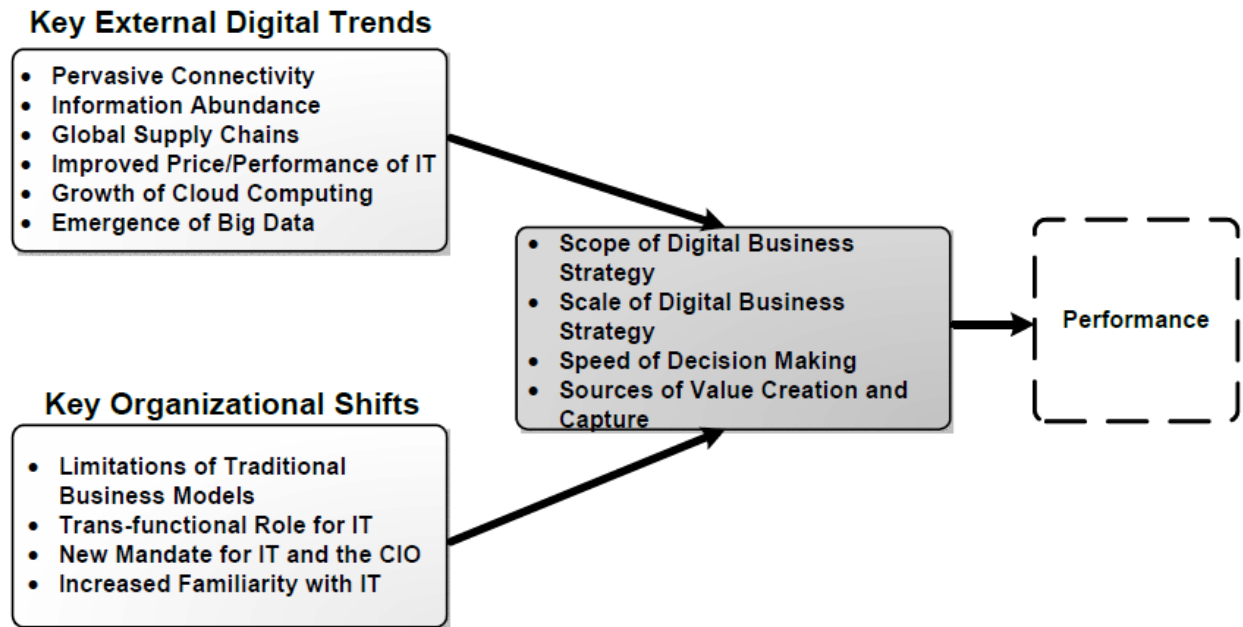 Key External Digital Trends
• Pervasive Connectivity
• Information Abundance
• Global Supply Chains
• Improved Price/Performance of IT
• Growth of Cloud Computing
• Emergence of Big Data
• Scope of Digital Business
Strategy
• Scale of Digital Business
Strategy
• Speed of Decision Making
• Sources of Value Creation and
Capture
Performance
Key Organizational Shifts
• Limitations of Traditional
Business Models
• Trans-functional Role for IT
• New Mandate for IT and the CIO
• Increased Familiarity with IT